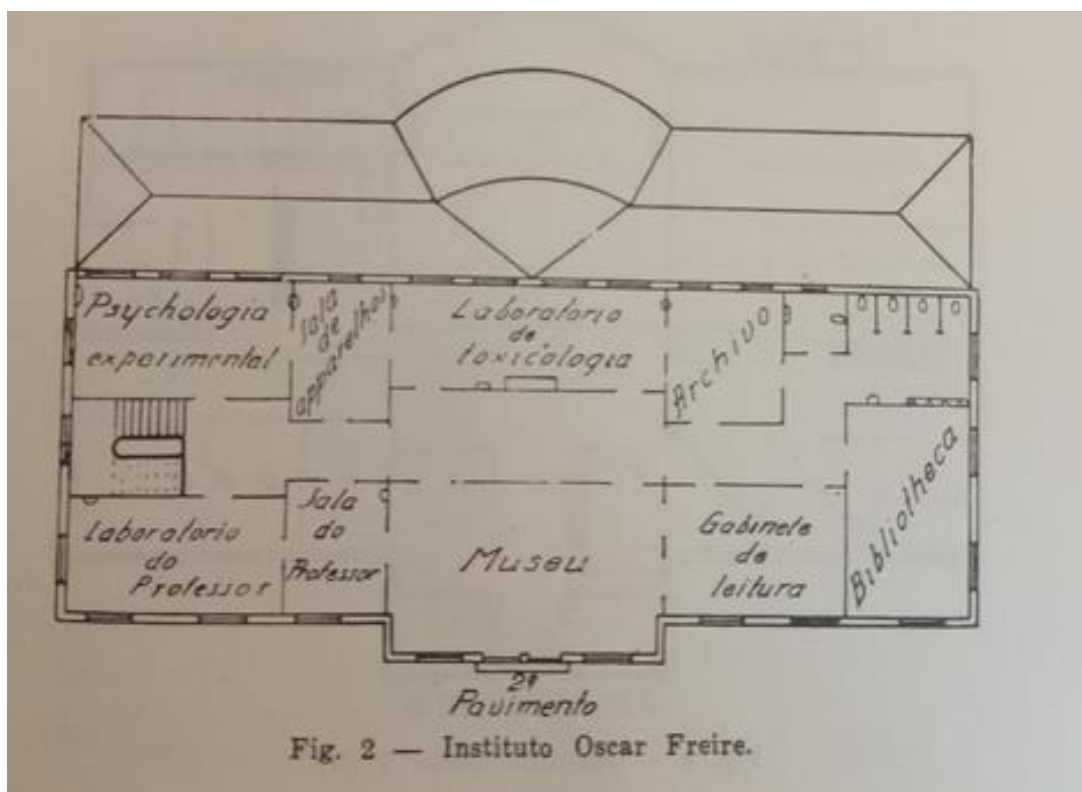 Psychologia
experimental
Sala
de
apparelhos
Laboratorio
de
toxicologia
Archivo
Laboratorio
do
Professor
Sala
do
Professor
Museu
Gabinete
de
leitura
Bibliotheca
2º
Pavimento
Fig. 2 — Instituto Oscar Freire.